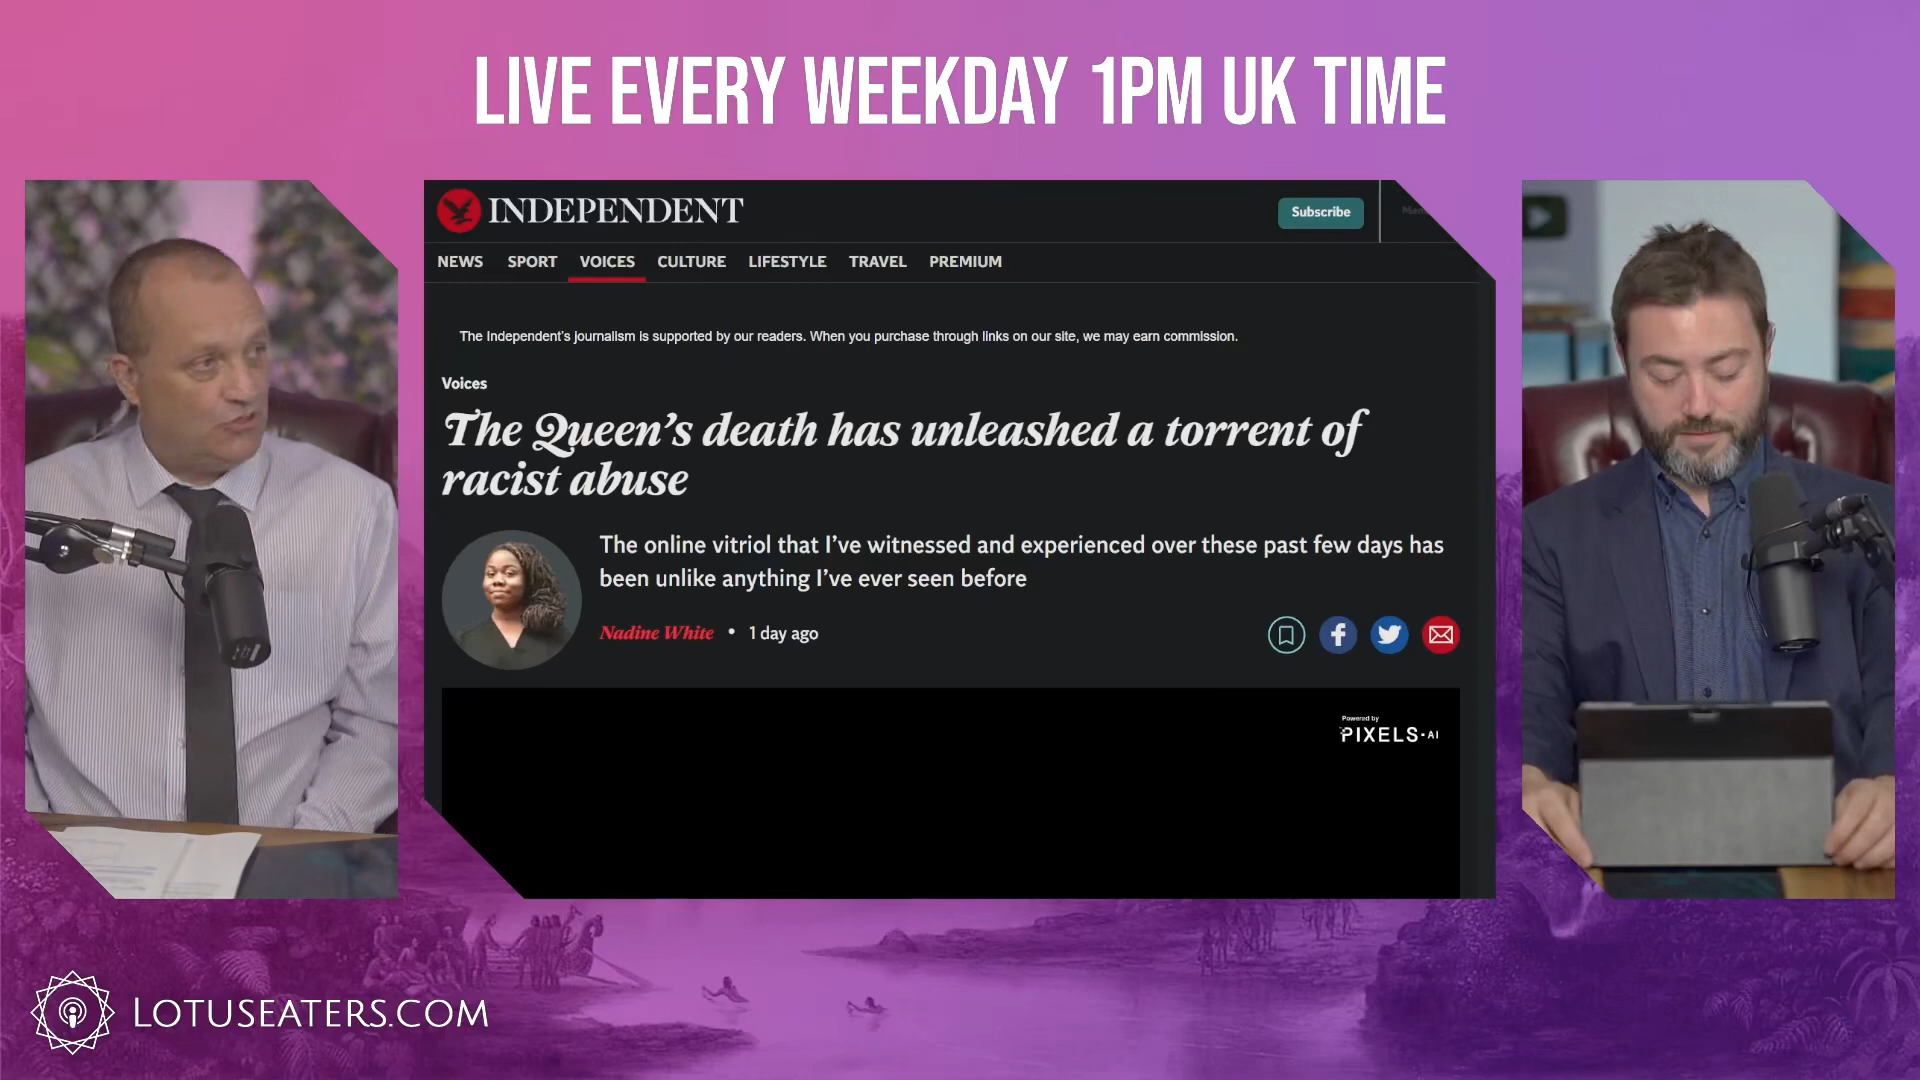 LIVE EVERY WEEKDAY 1PM UK TIME
INDEPENDENT
Subscribe
NEWS SPORT VOICES CULTURE LIFESTYLE TRAVEL PREMIUM
The Independent's journalism is supported by our readers. When you purchase through links on our site, we may earn commission.
Voices
The Queen's death has unleashed a torrent of
racist abuse
The online vitriol that I've witnessed and experienced over these past few days has
been unlike anything I've ever seen before
Nadine White • 1 day ago
Powered by
PIXELS·AI
LOTUSEATERS.COM